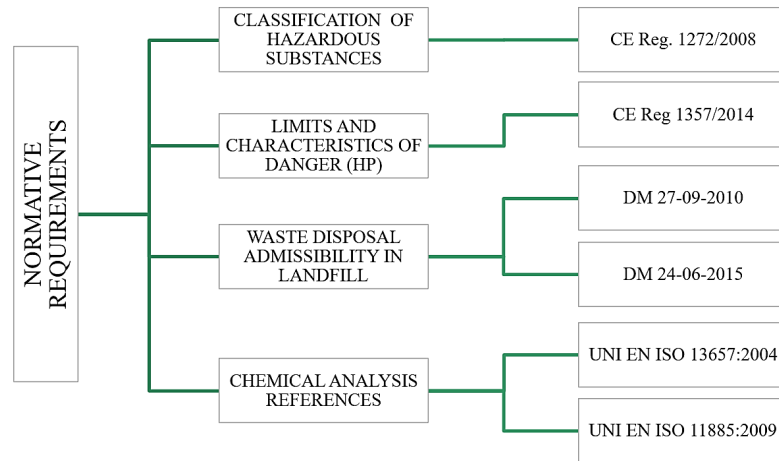 NORMATIVE
REQUIREMENTS
CLASSIFICATION OF
HAZARDOUS
SUBSTANCES
CE Reg. 1272/2008
LIMITS AND
CHARACTERISTICS OF
DANGER (HP)
CE Reg 1357/2014
WASTE DISPOSAL
ADMISSIBILITY IN
LANDFILL
DM 27-09-2010
DM 24-06-2015
CHEMICAL ANALYSIS
REFERENCES
UNI EN ISO 13657:2004
UNI EN ISO 11885:2009